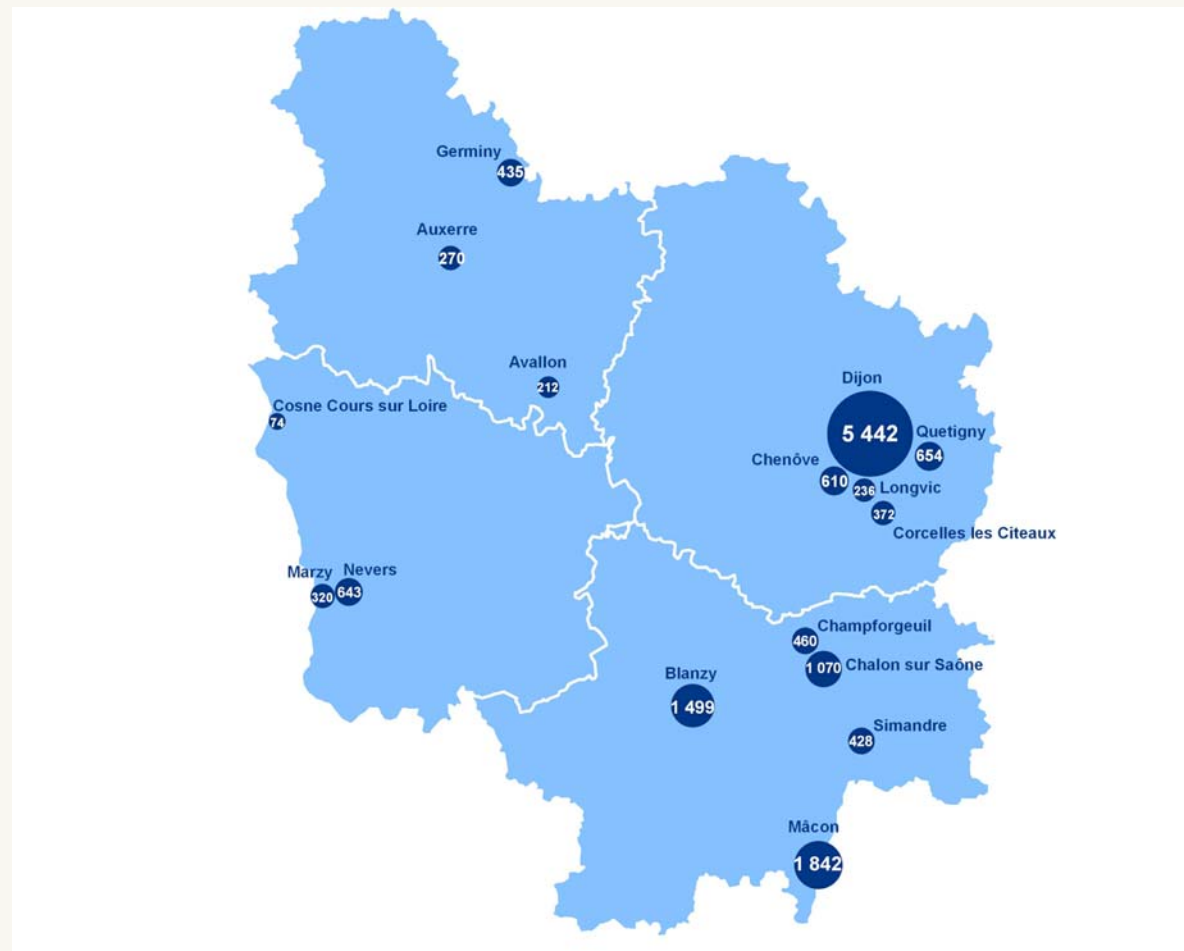 Germiny
435
Auxerre
270
Avallon
212
Cosne Cours sur Loire
74
Dijon
5 442
Quetigny
654
Chenôve
610
236 Longvic
372
Corcelles les Citeaux
Marzy
320
Nevers
643
Champforgeuil
460
1 070 Chalon sur Saône
Blanzy
1 499
Simandre
428
Mâcon
1 842